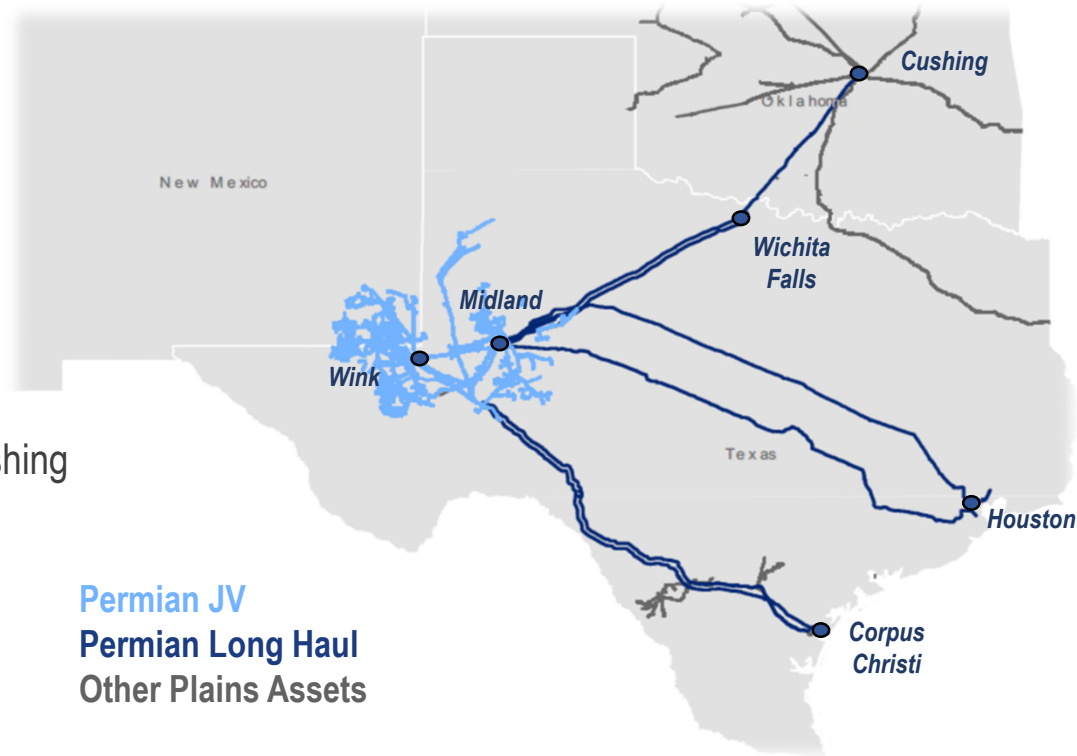 Cushing
Oklahoma
New Mexico
Wichita
Falls
Midland
Wink
Texas
shing
Houston
Permian JV
Permian Long Haul
Other Plains Assets
Corpus
Christi